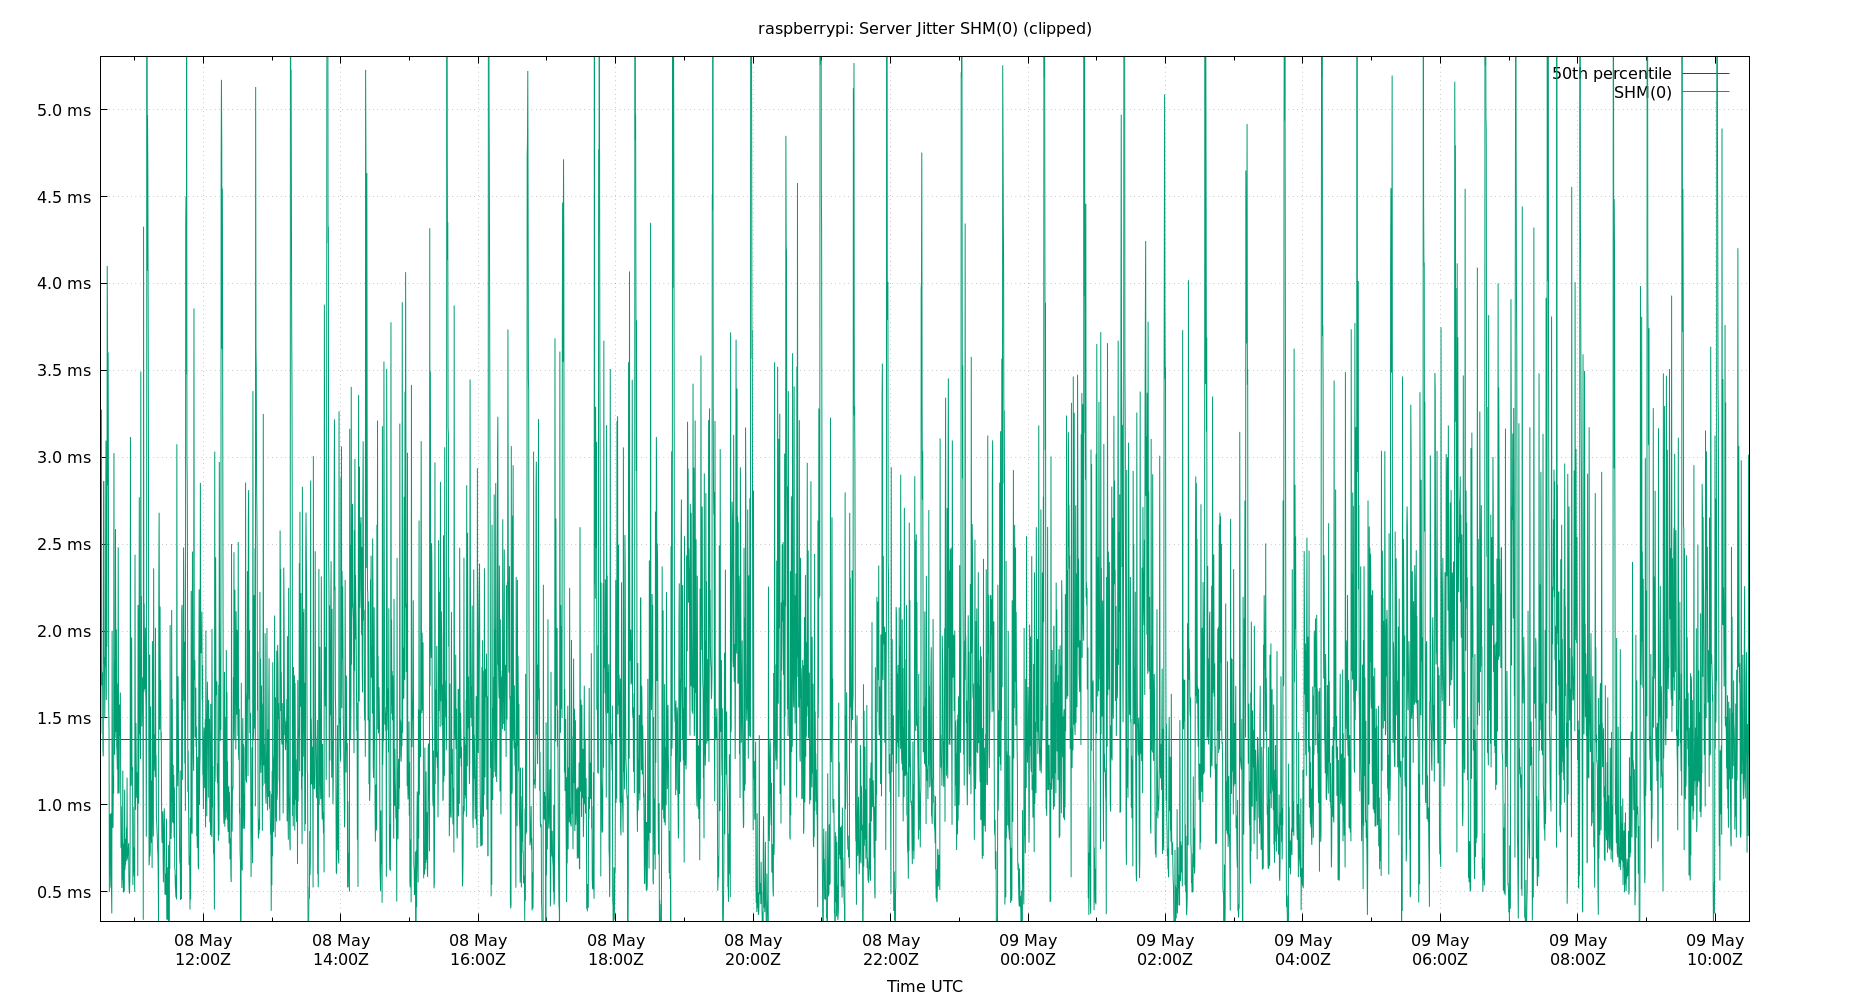 raspberrypi: Server Jitter SHM(0) (clipped)
50th percentile
SHM(0)
5.0 ms
4.5 ms
4.0 ms
3.5 ms
3.0 ms
2.5 ms
2.0 ms
1.5 ms
1.0 ms
0.5 ms
08 May 08 May 08 May 08 May 08 May 08 May 09 May 09 May 09 May 09 May 09 May 09 May
12:00Z 14:00Z 16:00Z 18:00Z 20:00Z 22:00Z 00:00Z 02:00Z 04:00Z 06:00Z 08:00Z 10:00Z
Time UTC